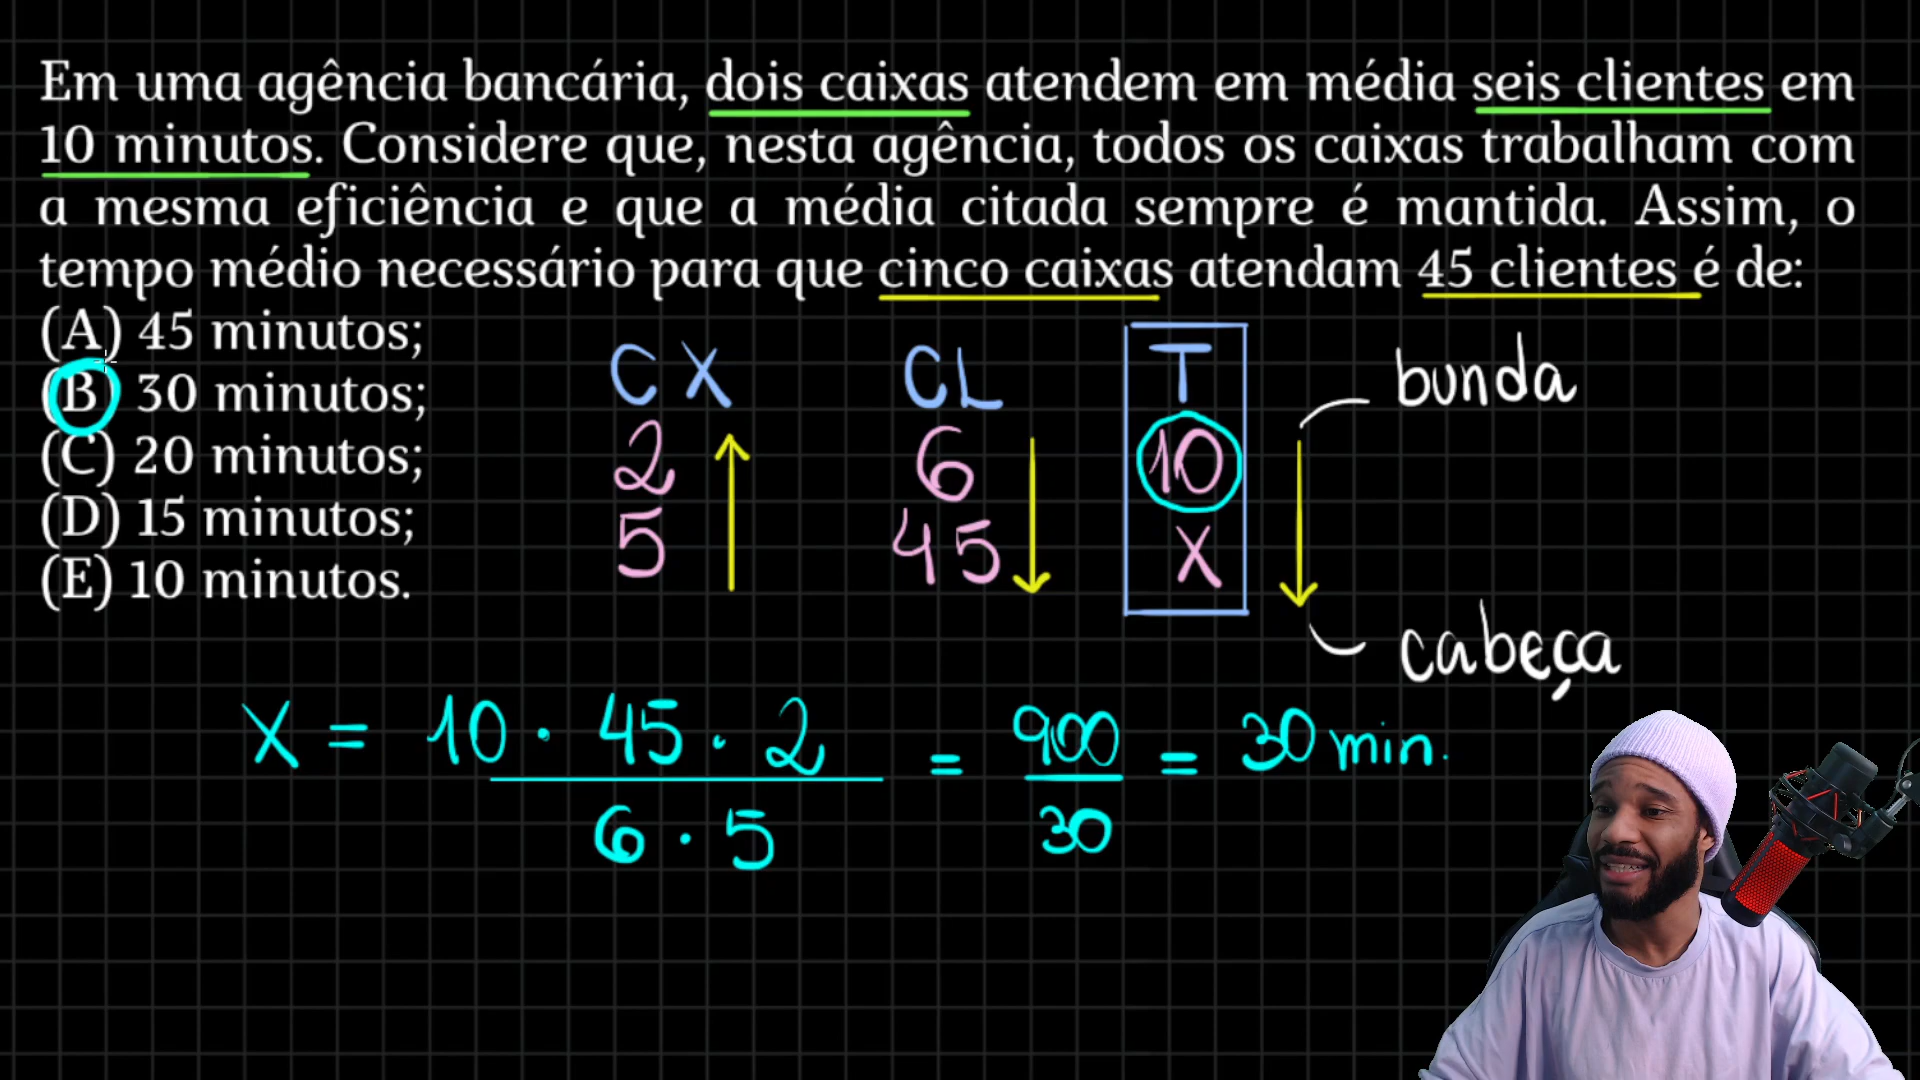 Em uma agência bancária, dois caixas atendem em média seis clientes em
10 minutos. Considere que, nesta agência, todos os caixas trabalham com
a mesma eficiência e que a média citada sempre é mantida. Assim, o
tempo médio necessário para que cinco caixas atendam 45 clientes é de:
(A) 45 minutos;
(B) 30 minutos;
(C) 20 minutos;
(D) 15 minutos;
(E) 10 minutos.
CX CL T
2 6 10
5 45 X
bunda
cabeça
X = 10 · 45 · 2 = 900 = 30 min.
6 · 5 30